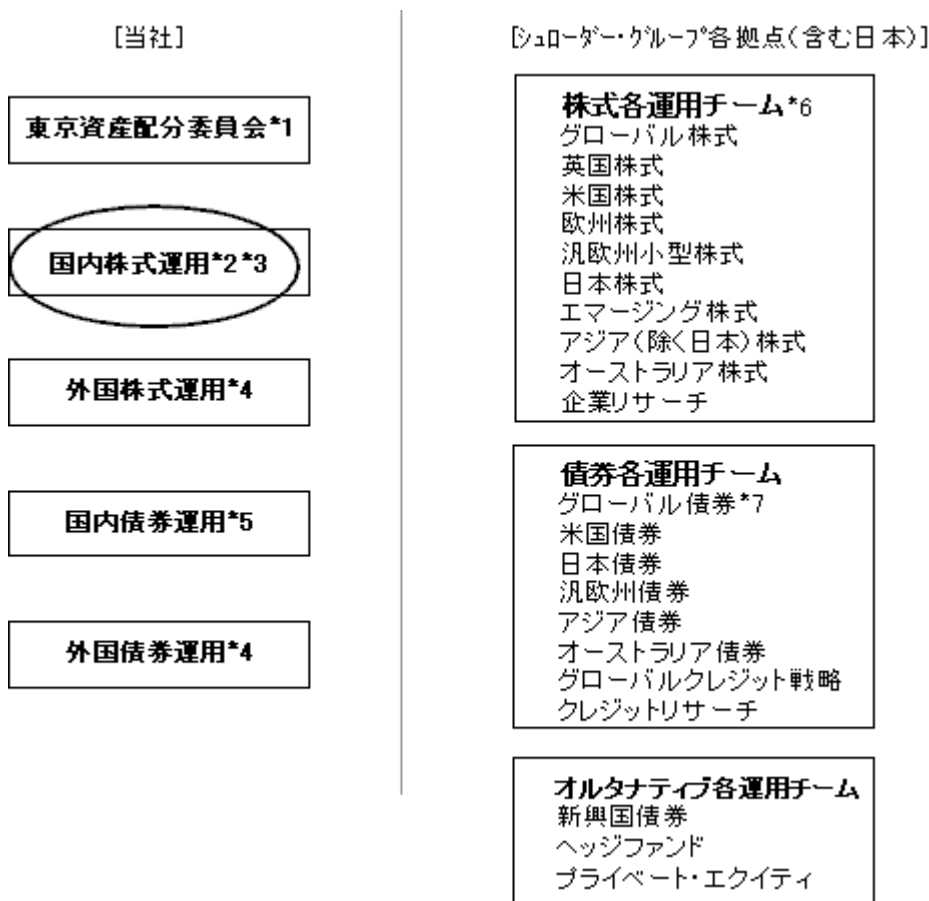 [当社]
東京資産配分委員会*1
国内株式運用*2*3
外国株式運用*4
国内債券運用*5
外国債券運用*4
[シュローダー・グループ各拠点(含む日本)]
株式各運用チーム*6
グローバル株式
英国株式
米国株式
欧州株式
汎欧州小型株式
日本株式
エマージング株式
アジア(除く日本)株式
オーストラリア株式
企業リサーチ
債券各運用チーム
グローバル債券*7
米国債券
日本債券
汎欧州債券
アジア債券
オーストラリア債券
グローバルクレジット戦略
クレジットリサーチ
オルタナティブ各運用チーム
新興国債券
ヘッジファンド
プライベート・エクイティ